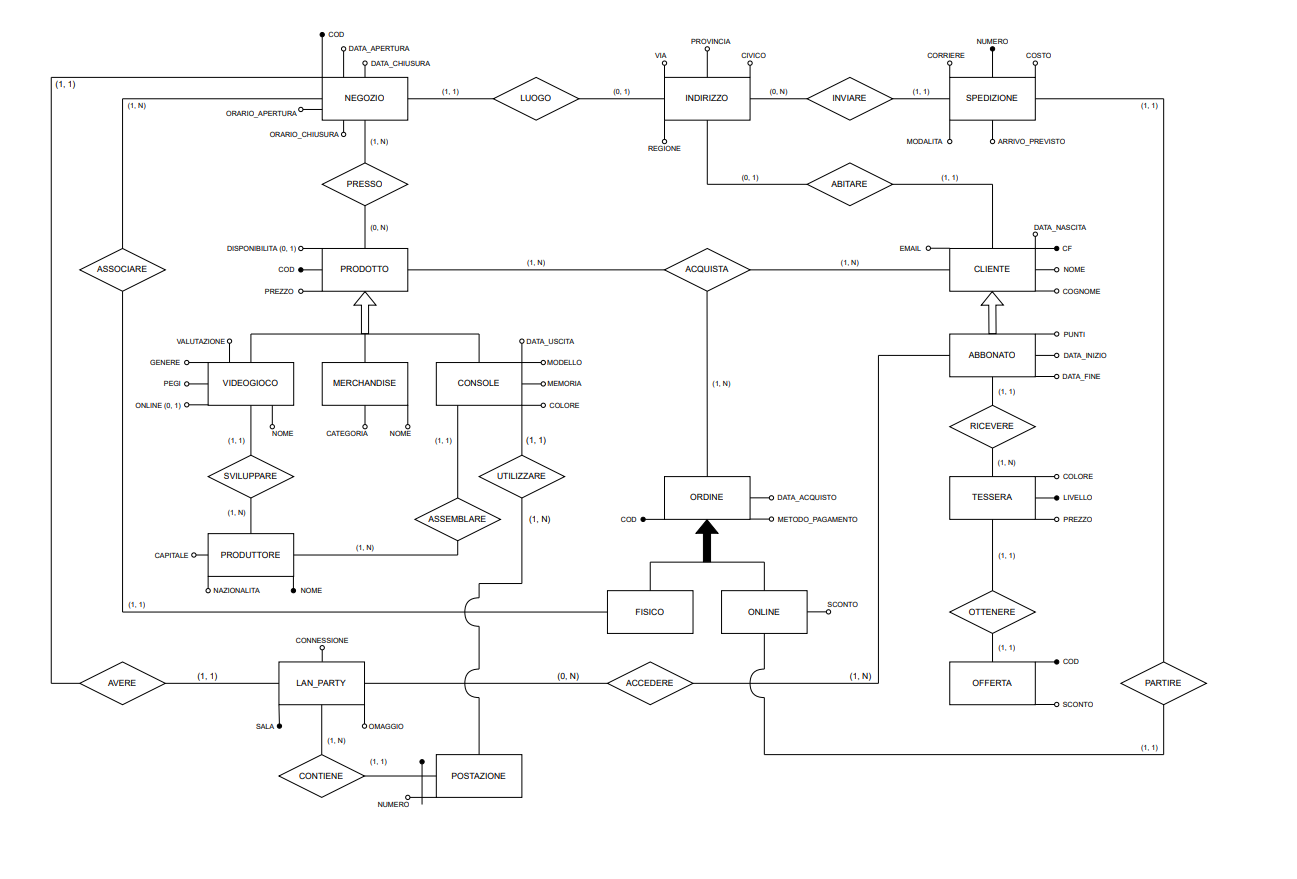 COD
DATA_APERTURA
DATA_CHIUSURA
(1, 1)
(1, N)
NEGOZIO
ORARIO_APERTURA
ORARIO_CHIUSURA
(1, 1)
LUOGO
(0, 1)
VIA
PROVINCIA
CIVICO
INDIRIZZO
REGIONE
(0, N)
INVIARE
(1, 1)
CORRIERE
NUMERO
COSTO
SPEDIZIONE
MODALITA
ARRIVO_PREVISTO
(1, 1)
(1, N)
PRESSO
(0, N)
(0, 1)
ABITARE
(1, 1)
ASSOCIARE
DISPONIBILITA (0, 1)
COD
PREZZO
PRODOTTO
(1, N)
ACQUISTA
(1, N)
EMAIL
DATA_NASCITA
CF
CLIENTE
NOME
COGNOME
VALUTAZIONE
GENERE
PEGI
ONLINE (0, 1)
VIDEOGIOCO
NOME
MERCHANDISE
CATEGORIA
NOME
CONSOLE
DATA_USCITA
MODELLO
MEMORIA
COLORE
(1, N)
ABBONATO
PUNTI
DATA_INIZIO
DATA_FINE
(1, 1)
RICEVERE
(1, N)
(1, 1)
SVILUPPARE
(1, N)
(1, 1)
ASSEMBLARE
(1, N)
(1, 1)
UTILIZZARE
(1, N)
CAPITALE
PRODUTTORE
NAZIONALITA
NOME
ORDINE
COD
DATA_ACQUISTO
METODO_PAGAMENTO
TESSERA
COLORE
LIVELLO
PREZZO
(1, 1)
OTTENERE
(1, 1)
(1, 1)
FISICO
ONLINE
SCONTO
CONNESSIONE
AVERE
(1, 1)
LAN_PARTY
SALA
OMAGGIO
(0, N)
ACCEDERE
(1, N)
OFFERTA
COD
SCONTO
PARTIRE
(1, 1)
(1, N)
CONTIENE
(1, 1)
POSTAZIONE
NUMERO